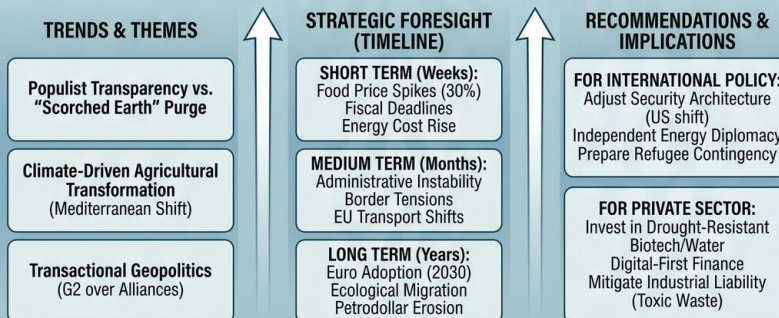 TRENDS & THEMES
Populist Transparency vs.
"Scorched Earth" Purge
Climate-Driven Agricultural
Transformation
(Mediterranean Shift)
Transactional Geopolitics
(G2 over Alliances)
STRATEGIC FORESIGHT
(TIMELINE)
SHORT TERM (Weeks):
Food Price Spikes (30%)
Fiscal Deadlines
Energy Cost Rise
MEDIUM TERM (Months):
Administrative Instability
Border Tensions
EU Transport Shifts
LONG TERM (Years):
Euro Adoption (2030)
Ecological Migration
Petrodollar Erosion
RECOMMENDATIONS &
IMPLICATIONS
FOR INTERNATIONAL POLICY:
Adjust Security Architecture
(US shift)
Independent Energy Diplomacy
Prepare Refugee Contingency
FOR PRIVATE SECTOR:
Invest in Drought-Resistant
Biotech/Water
Digital-First Finance
Mitigate Industrial Liability
(Toxic Waste)